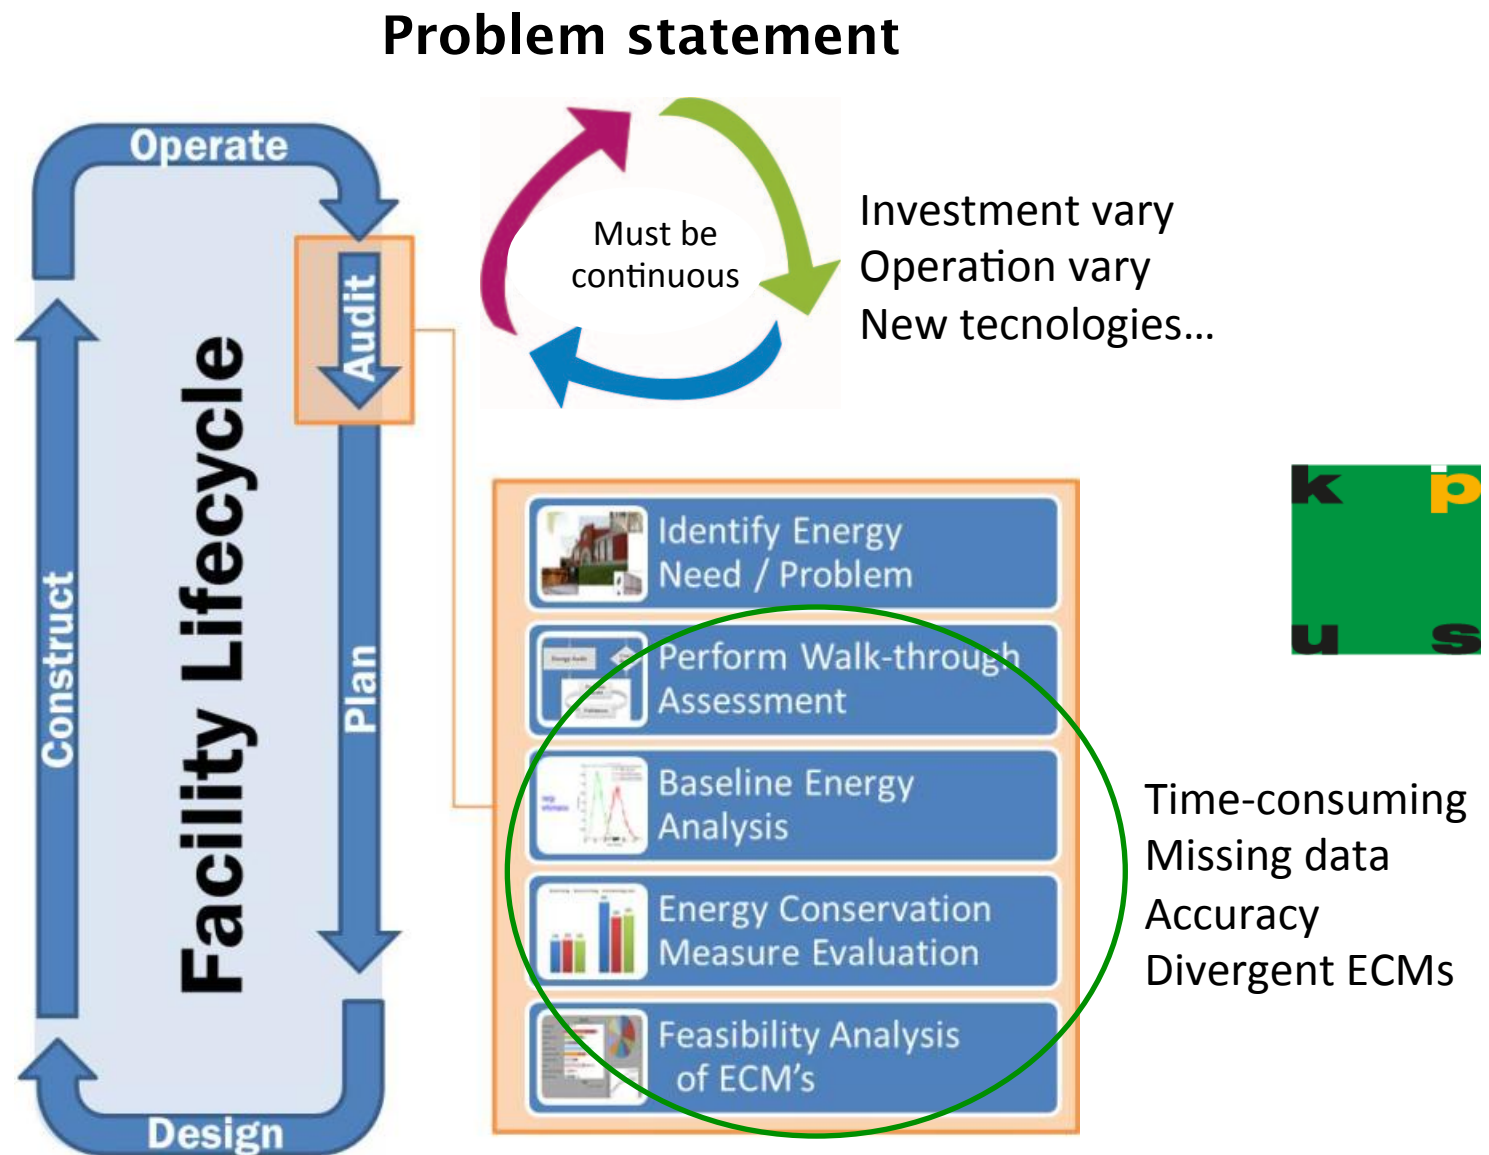 Problem statement
Operate
Audit
Plan
Design
Construct
Facility Lifecycle
Must be
continuous
Investment vary
Operation vary
New tecnologies...
Identify Energy
Need / Problem
Perform Walk-through
Assessment
Baseline Energy
Analysis
Energy Conservation
Measure Evaluation
Feasibility Analysis
of ECM's
k p
u s
Time-consuming
Missing data
Accuracy
Divergent ECMs